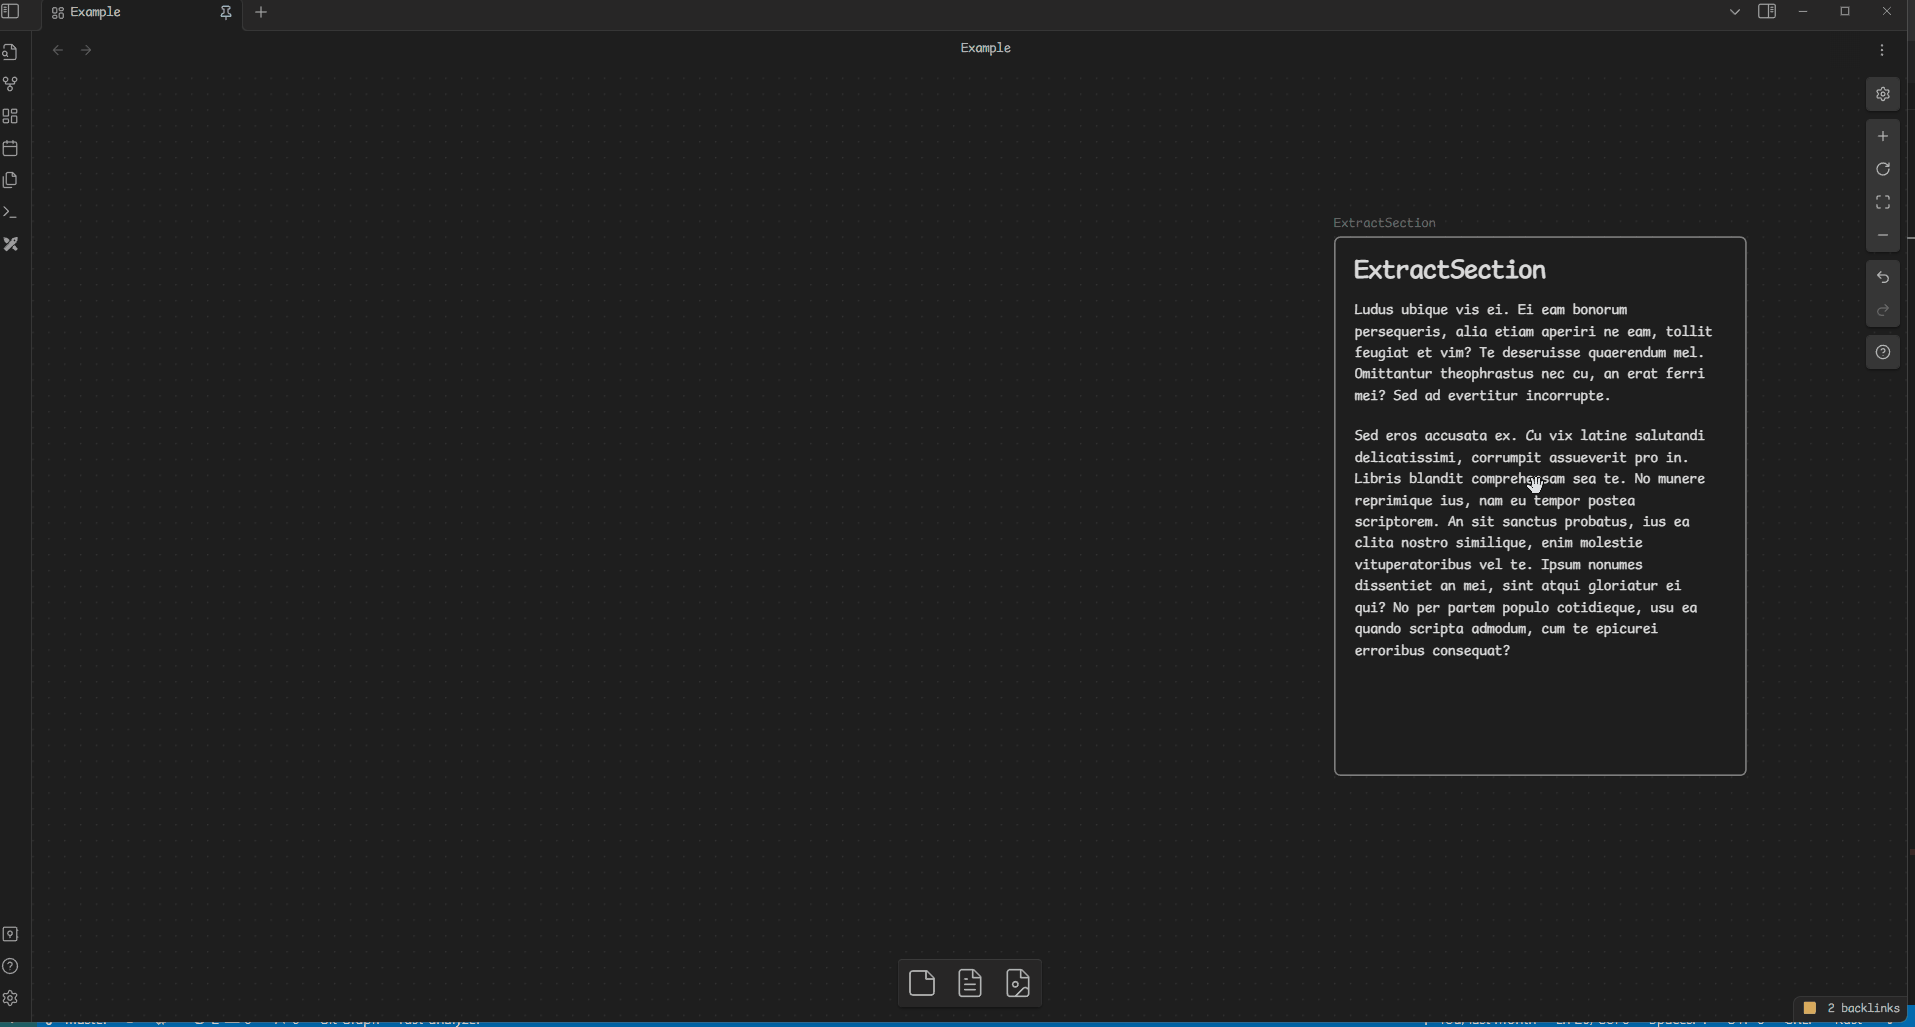 Example
Example
ExtractSection
ExtractSection
Ludus ubique vis ei. Ei eam bonorum
persequeris, alia etiam aperiri ne eam, tollit
feugiat et vim? Te deseruisse quaerendum mel.
Omittantur theophrastus nec cu, an erat ferri
mei? Sed ad evertitur incorrupte.
Sed eros accusata ex. Cu vix latine salutandi
delicatissimi, corrumpit assueverit pro in.
Libris blandit sea te. No munere
reprimique ius, nam eu tempor postea
scriptorem. An sit sanctus probatus, ius ea
clita nostro similique, enim molestie
vituperatoribus vel te. Ipsum nonumes
dissentiet an mei, sint atqui gloriatur ei
qui? No per partem populo cotidieque, usu ea
quando scripta admodum, cum te epicurei
erroribus consequat?
2 backlinks